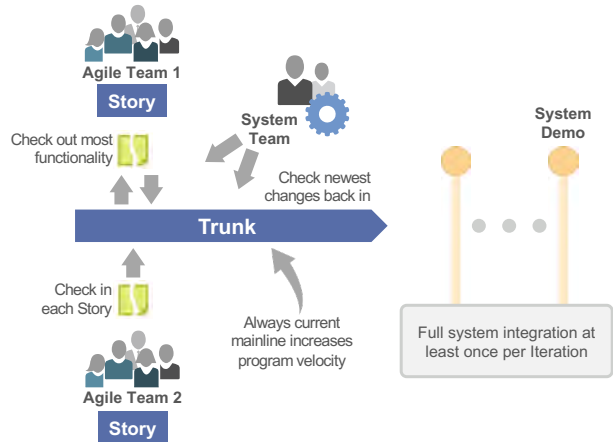 Agile Team 1
Story
Check out most
functionality
System
Team
System
Demo
Check newest
changes back in
Trunk
Check in
each Story
Always current
mainline increases
program velocity
Full system integration at
least once per Iteration
Agile Team 2
Story